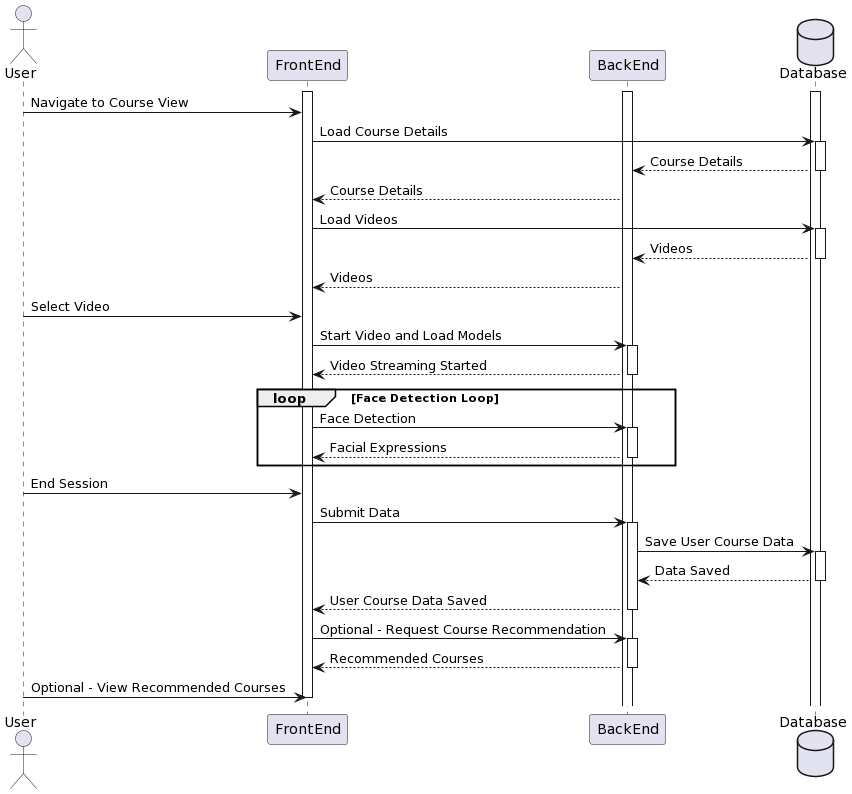 User
FrontEnd
BackEnd
Database
Navigate to Course View
Load Course Details
Course Details
Course Details
Load Videos
Videos
Videos
Select Video
Start Video and Load Models
Video Streaming Started
loop [Face Detection Loop]
Face Detection
Facial Expressions
End Session
Submit Data
Save User Course Data
Data Saved
User Course Data Saved
Optional - Request Course Recommendation
Recommended Courses
Optional - View Recommended Courses
User
FrontEnd
BackEnd
Database